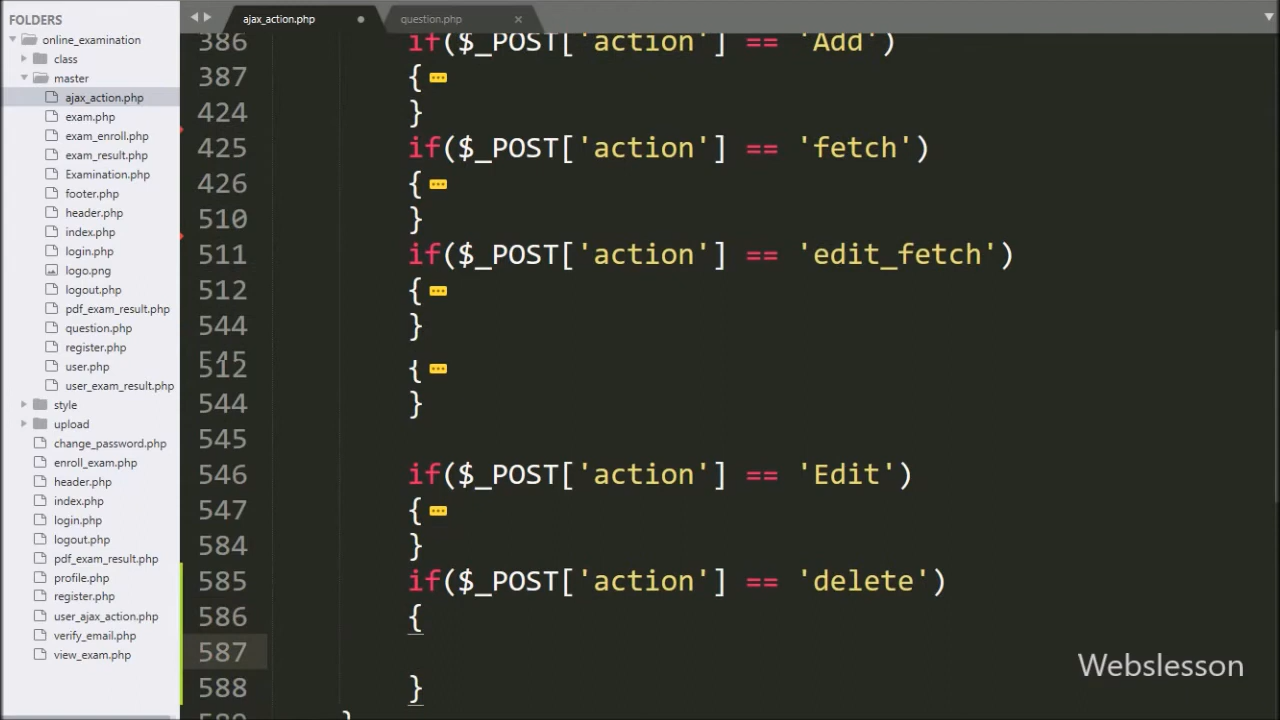 FOLDERS
online_examination
class
master
ajax_action.php
exam.php
exam_enroll.php
exam_result.php
Examination.php
footer.php
header.php
index.php
login.php
logo.png
logout.php
pdf_exam_result.php
question.php
register.php
user.php
user_exam_result.php
style
upload
change_password.php
enroll_exam.php
header.php
index.php
login.php
logout.php
pdf_exam_result.php
profile.php
register.php
user_ajax_action.php
verify_email.php
view_exam.php
ajax_action.php
question.php
386 if($_POST['action'] == 'Add')
387 {
424 }
425 if($_POST['action'] == 'fetch')
426 {
510 }
511 if($_POST['action'] == 'edit_fetch')
512 {
544 }
545
512 {
544 }
545
546 if($_POST['action'] == 'Edit')
547 {
584 }
585 if($_POST['action'] == 'delete')
586 {
587
588 }
}
Webslesson